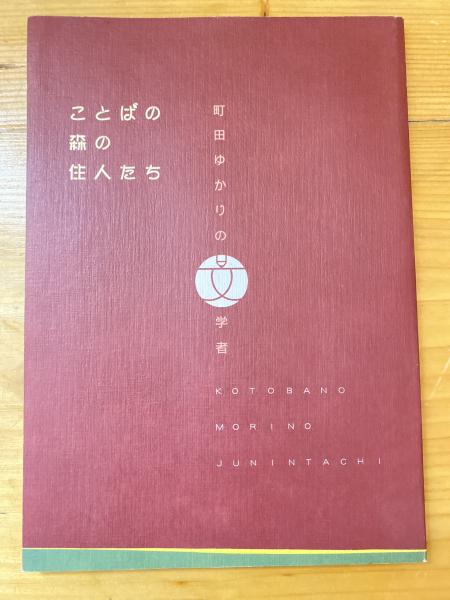 ことばの
森の
住人たち
町田ゆかりの文学者
KOTOBANO
MORINO
JUNINTACHI